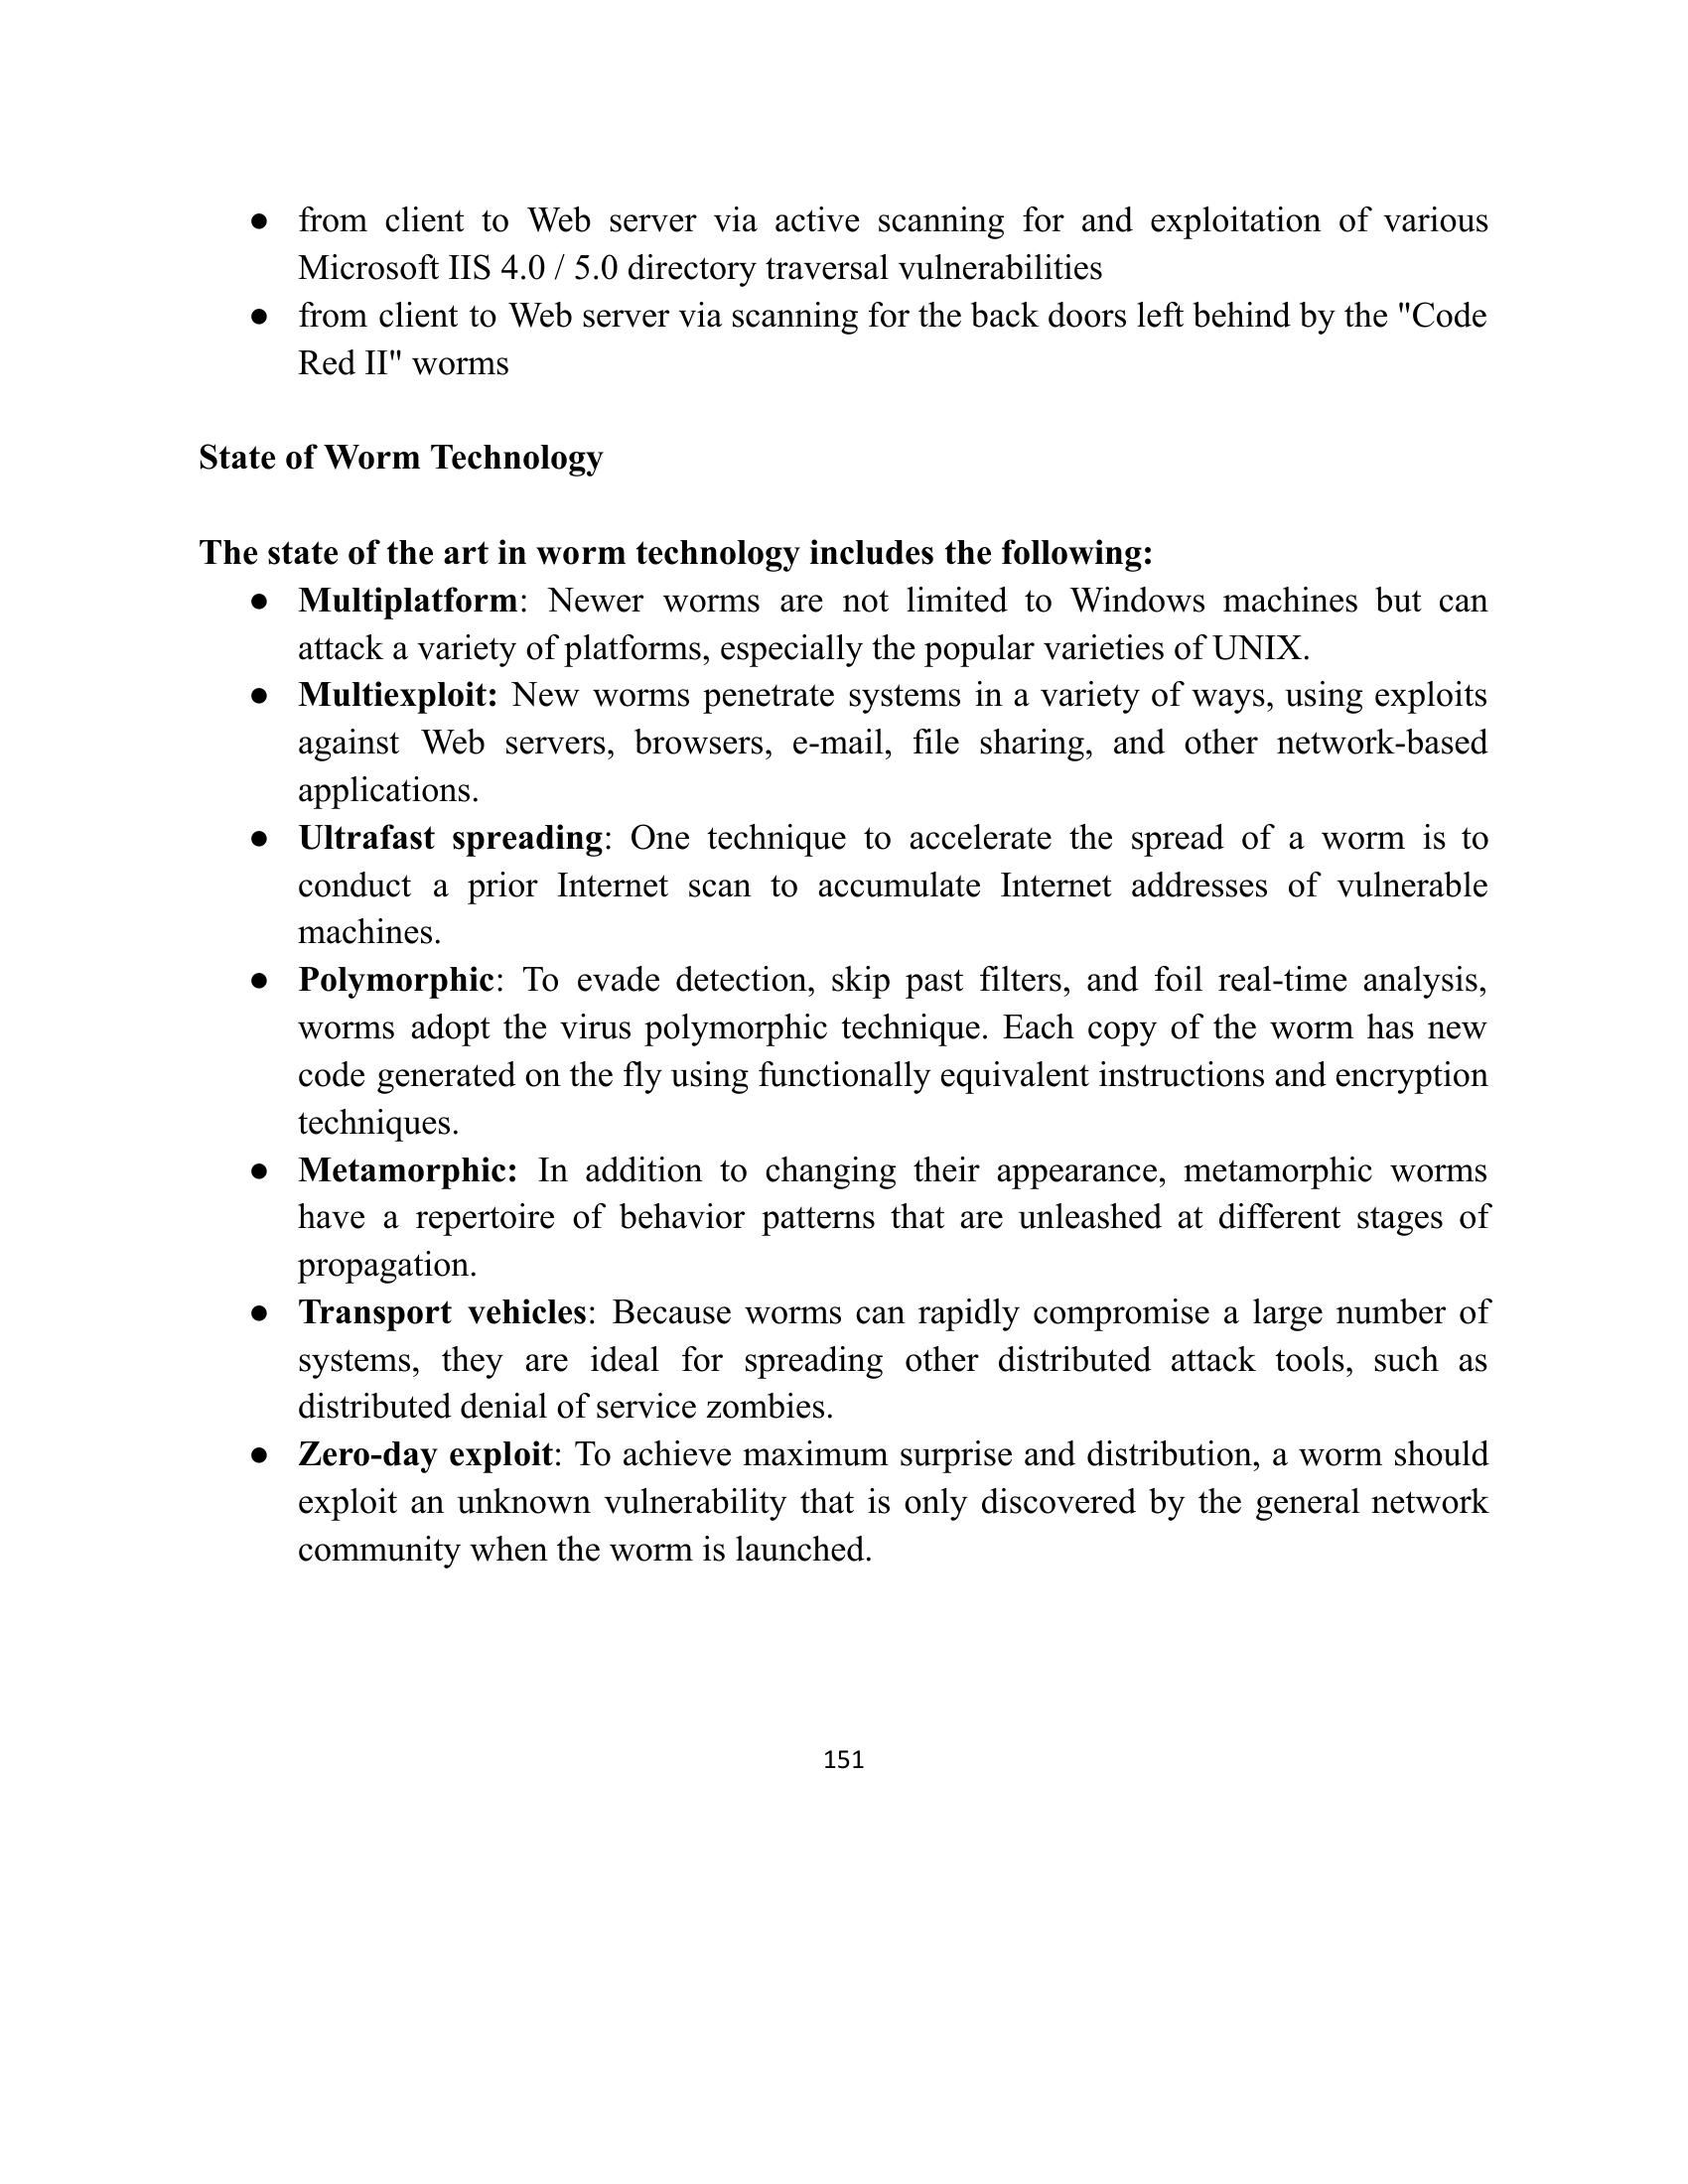 ● from client to Web server via active scanning for and exploitation of various
Microsoft IIS 4.0 / 5.0 directory traversal vulnerabilities
● from client to Web server via scanning for the back doors left behind by the "Code
Red II" worms
State of Worm Technology
The state of the art in worm technology includes the following:
● Multiplatform: Newer worms are not limited to Windows machines but can
attack a variety of platforms, especially the popular varieties of UNIX.
● Multiexploit: New worms penetrate systems in a variety of ways, using exploits
against Web servers, browsers, e-mail, file sharing, and other network-based
applications.
● Ultrafast spreading: One technique to accelerate the spread of a worm is to
conduct a prior Internet scan to accumulate Internet addresses of vulnerable
machines.
● Polymorphic: To evade detection, skip past filters, and foil real-time analysis,
worms adopt the virus polymorphic technique. Each copy of the worm has new
code generated on the fly using functionally equivalent instructions and encryption
techniques.
● Metamorphic: In addition to changing their appearance, metamorphic worms
have a repertoire of behavior patterns that are unleashed at different stages of
propagation.
● Transport vehicles: Because worms can rapidly compromise a large number of
systems, they are ideal for spreading other distributed attack tools, such as
distributed denial of service zombies.
● Zero-day exploit: To achieve maximum surprise and distribution, a worm should
exploit an unknown vulnerability that is only discovered by the general network
community when the worm is launched.
151